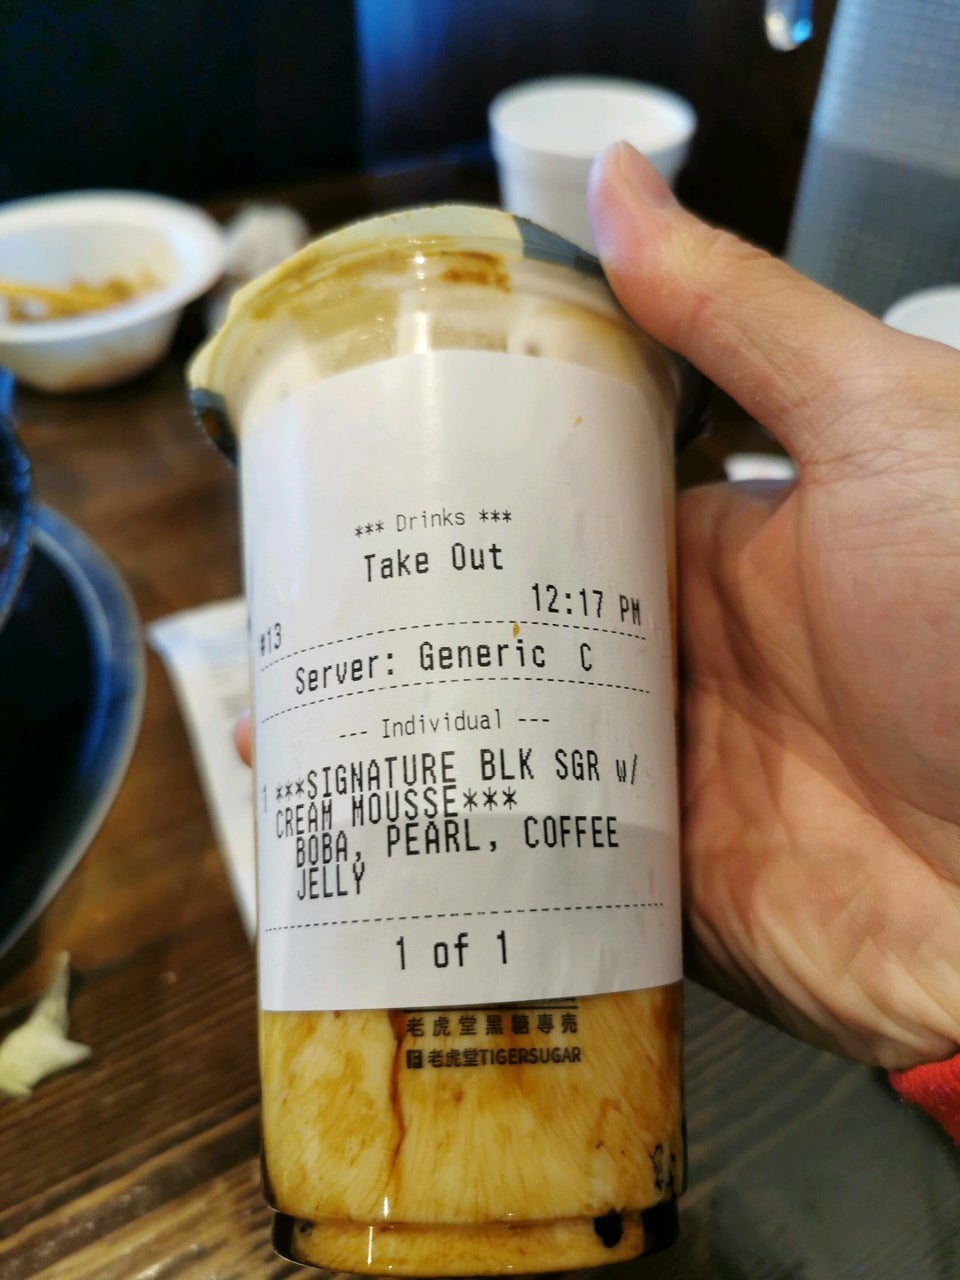 *** Drinks ***
Take Out
12:17 PM
#13
Server: Generic C
--- Individual ---
1 ***SIGNATURE BLK SGR w/
CREAM MOUSSE***
BOBA, PEARL, COFFEE
JELLY
1 of 1
老虎堂黑糖專売
老虎堂TIGERSUGAR